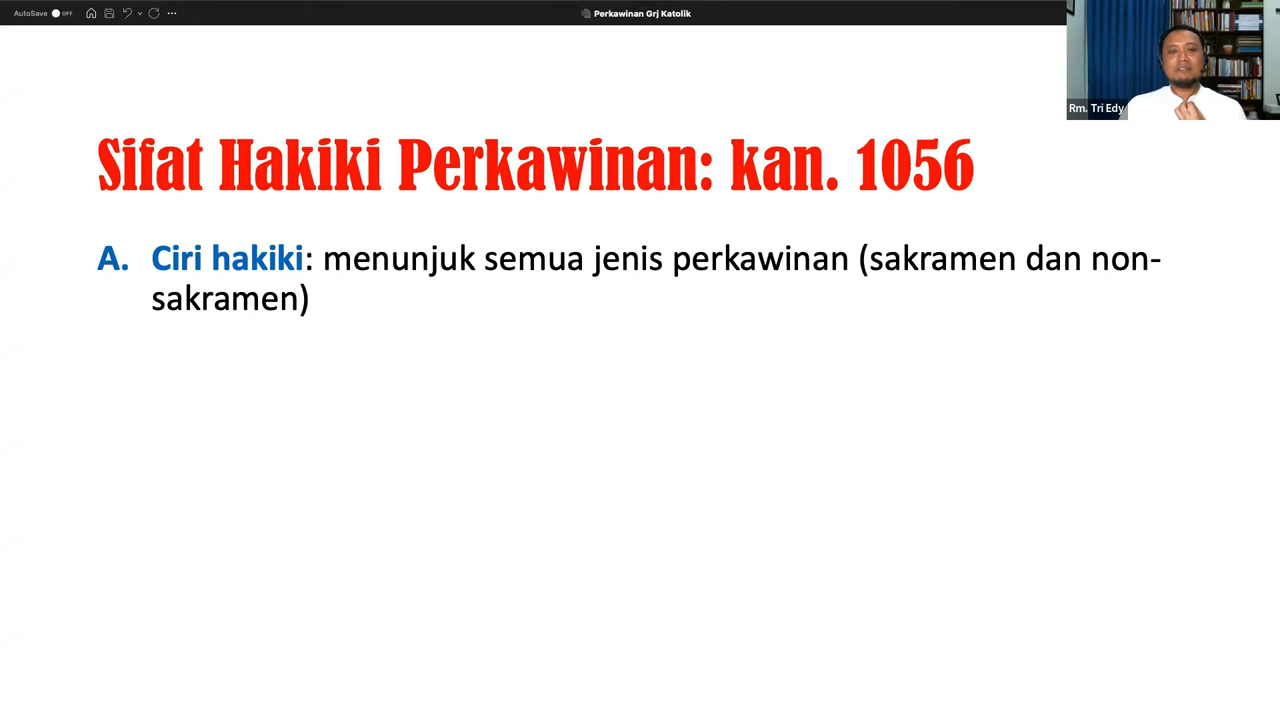 AutoSave OFF
Perkawinan Grj Katolik
Rm. Tri Edy
Sifat Hakiki Perkawinan: kan. 1056
A. Ciri hakiki: menunjuk semua jenis perkawinan (sakramen dan non-
sakramen)